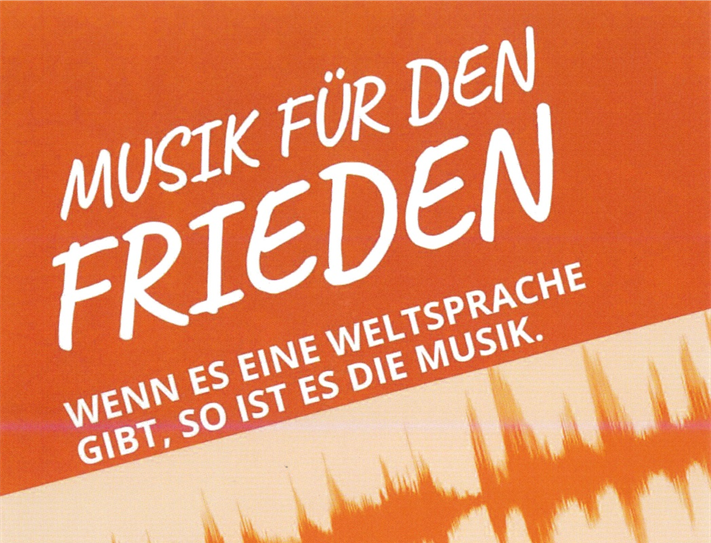 MUSIK FÜR DEN
FRIEDEN
WENN ES EINE WELTSPRACHE
GIBT, SO IST ES DIE MUSIK.